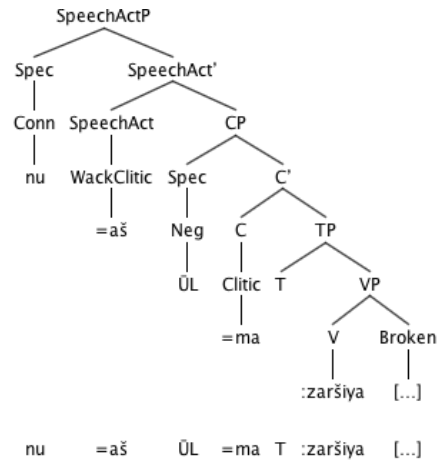 SpeechActP
Spec SpeechAct’
Conn SpeechAct CP
nu WackClitic Spec C’
=aš Neg C TP
ŪL Clitic T VP
=ma V Broken
:zaršiya [...]
nu =aš ŪL =ma T :zaršiya [...]